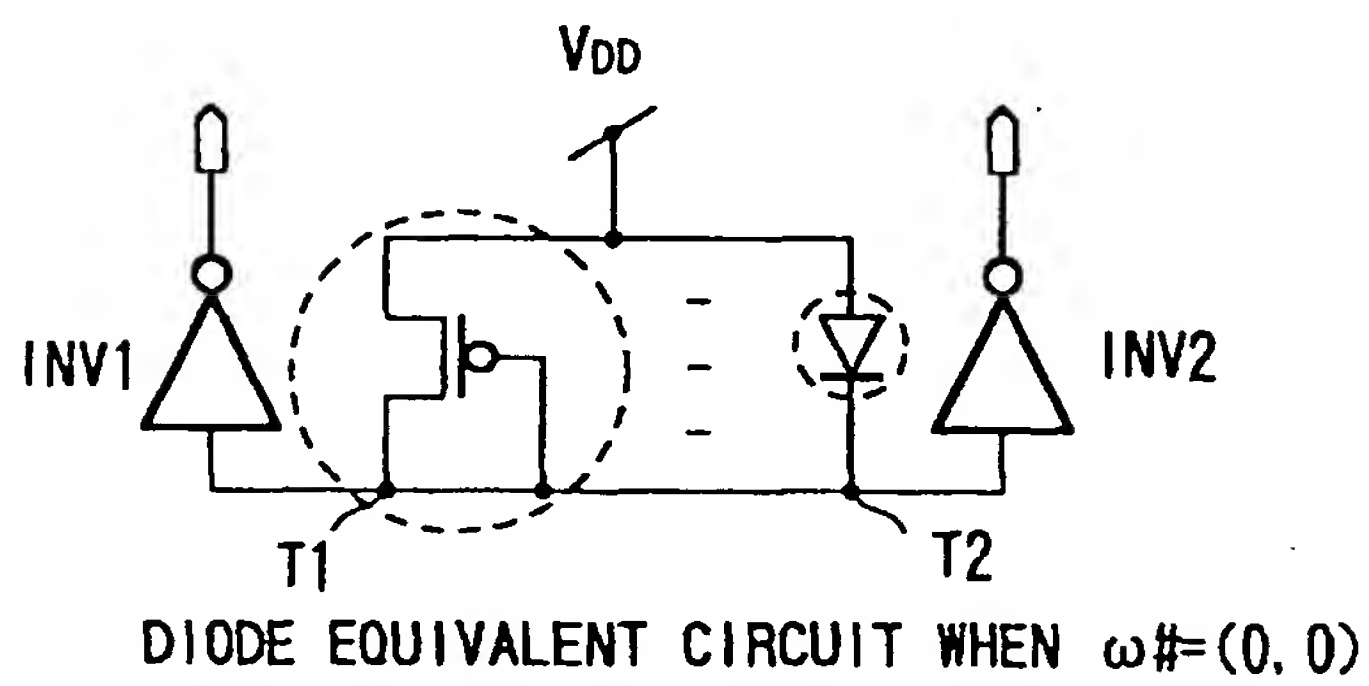 VDD
INV1
INV2
T1
T2
DIODE EQUIVALENT CIRCUIT WHEN ω#=(0, 0)